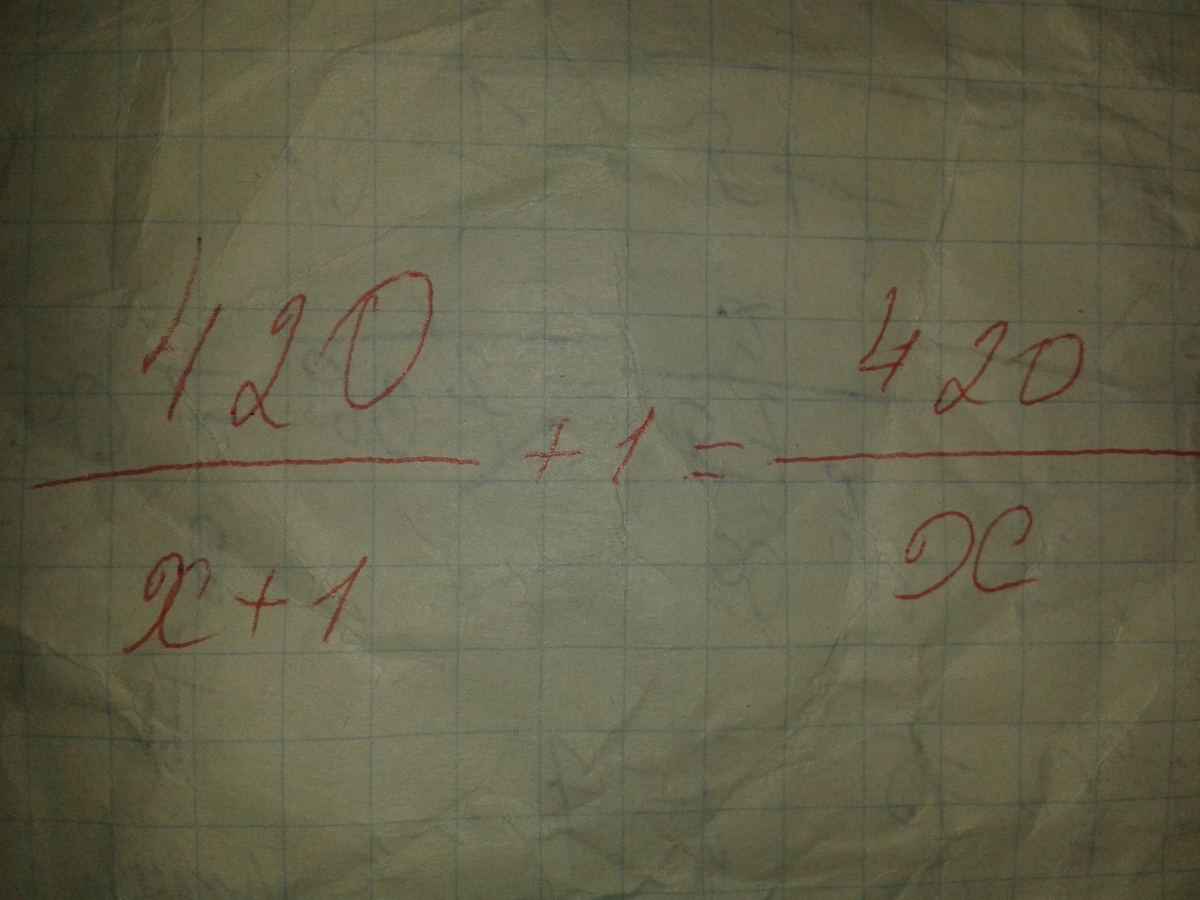 420/(x+1) + 1 = 420/x